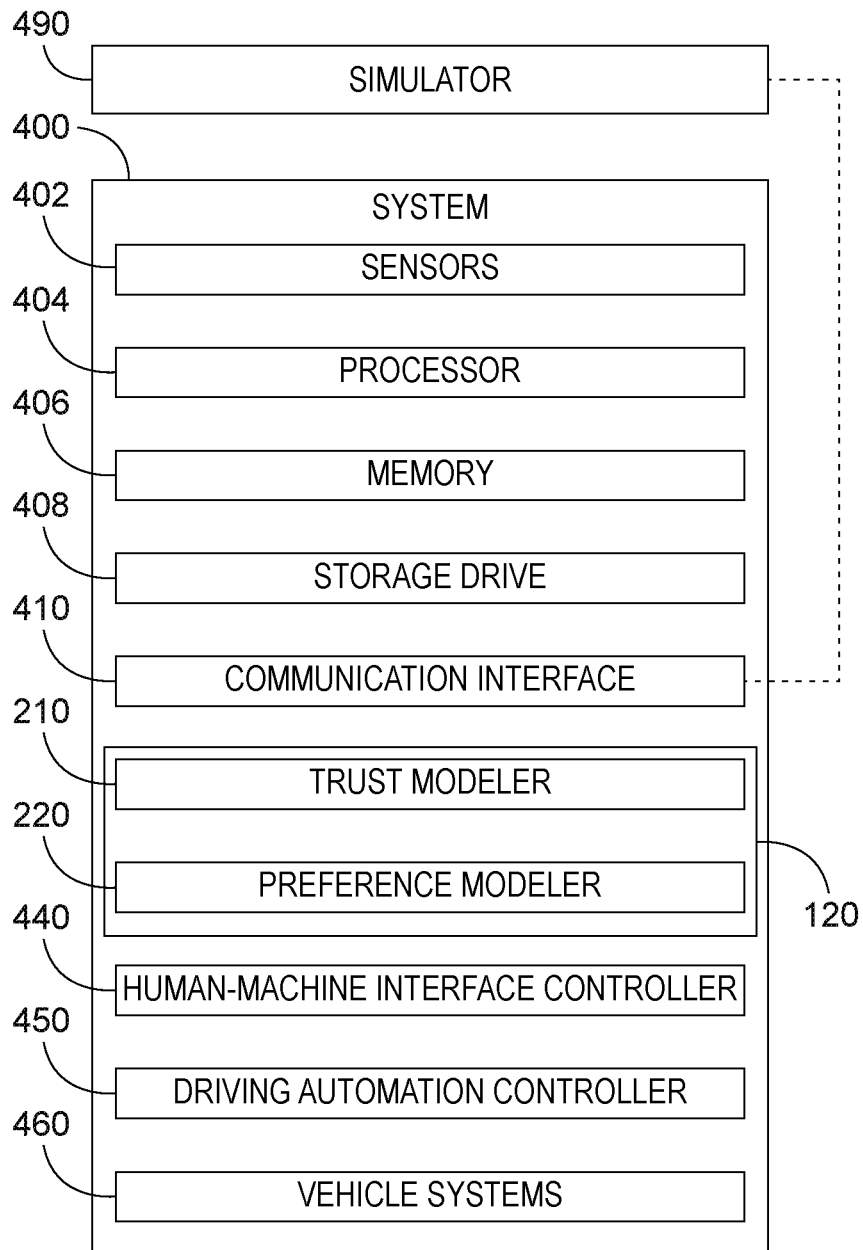 490
SIMULATOR
400
SYSTEM
402
SENSORS
404
PROCESSOR
406
MEMORY
408
STORAGE DRIVE
410
COMMUNICATION INTERFACE
210
TRUST MODELER
220
PREFERENCE MODELER
120
440
HUMAN-MACHINE INTERFACE CONTROLLER
450
DRIVING AUTOMATION CONTROLLER
460
VEHICLE SYSTEMS